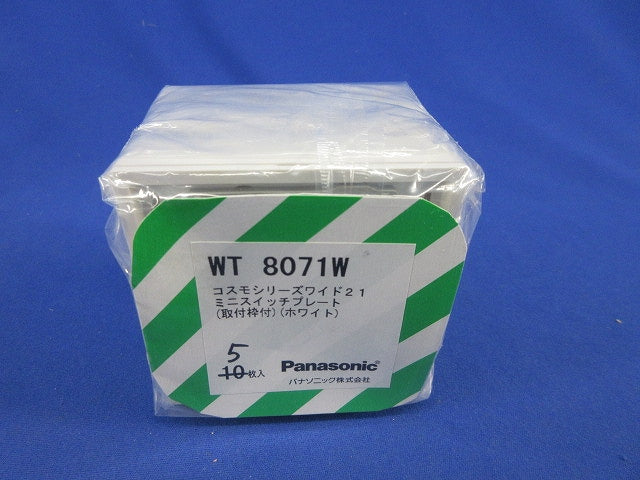 WT 8071W
コスモシリーズワイド21
ミニスイッチプレート
(取付枠付)(ホワイト)
5
10枚入
Panasonic®
パナソニック株式会社